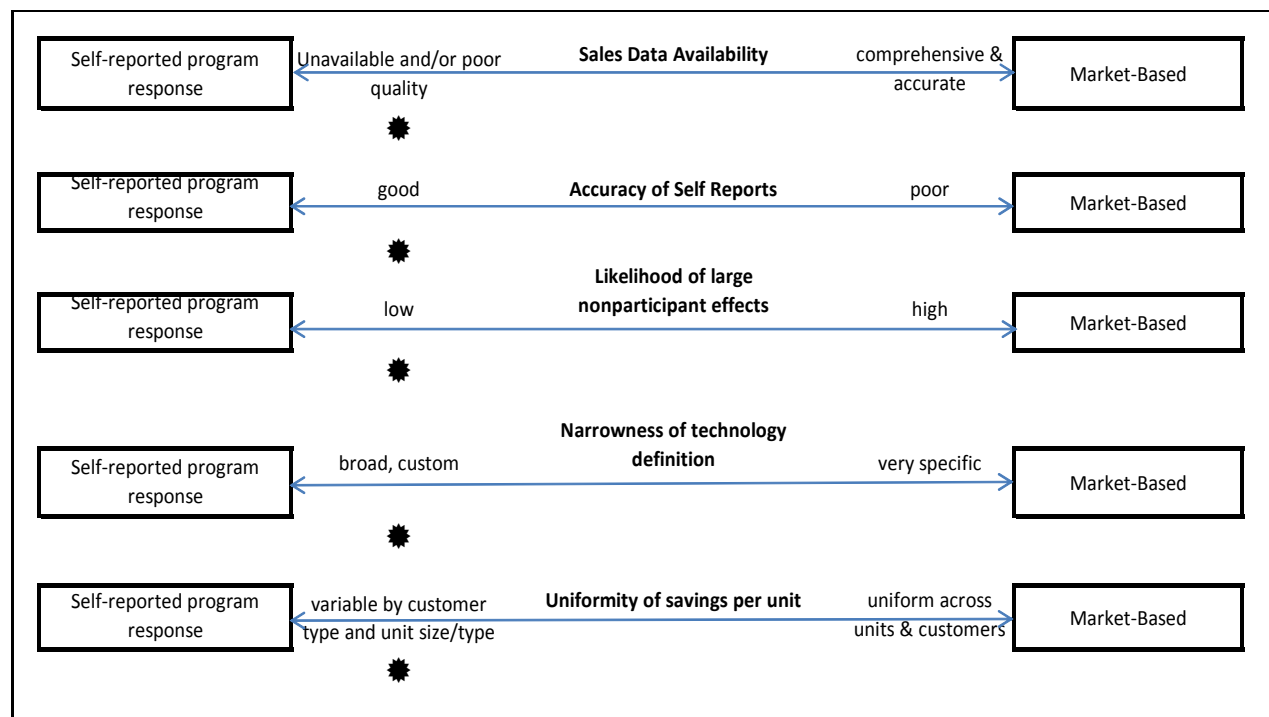 Self-reported program
response
Unavailable and/or poor
quality
Sales Data Availability
comprehensive &
accurate
Market-Based
Self-reported program
response
good
Accuracy of Self Reports
poor
Market-Based
Self-reported program
response
low
Likelihood of large
nonparticipant effects
high
Market-Based
Self-reported program
response
broad, custom
Narrowness of technology
definition
very specific
Market-Based
Self-reported program
response
variable by customer
type and unit size/type
Uniformity of savings per unit
uniform across
units & customers
Market-Based